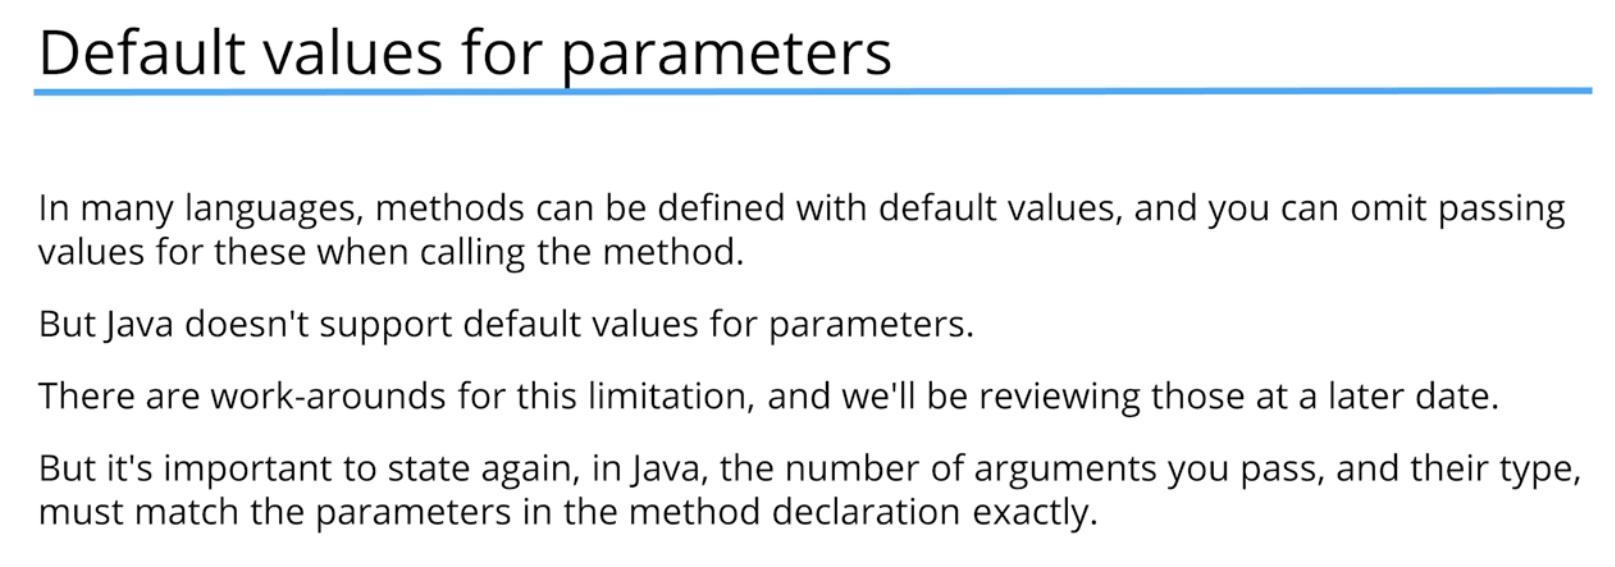 Default values for parameters
In many languages, methods can be defined with default values, and you can omit passing
values for these when calling the method.
But Java doesn't support default values for parameters.
There are work-arounds for this limitation, and we'll be reviewing those at a later date.
But it's important to state again, in Java, the number of arguments you pass, and their type,
must match the parameters in the method declaration exactly.